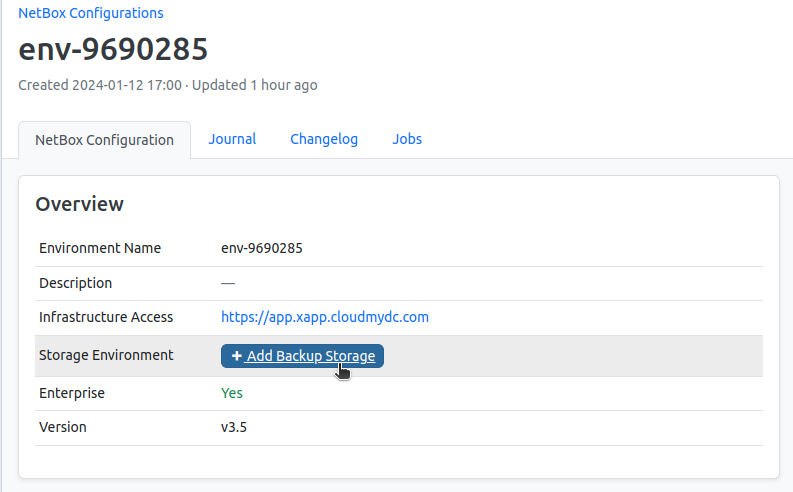 NetBox Configurations
env-9690285
Created 2024-01-12 17:00 · Updated 1 hour ago
NetBox Configuration Journal Changelog Jobs
Overview
Environment Name env-9690285
Description —
Infrastructure Access https://app.xapp.cloudmydc.com
Storage Environment + Add Backup Storage
Enterprise Yes
Version v3.5